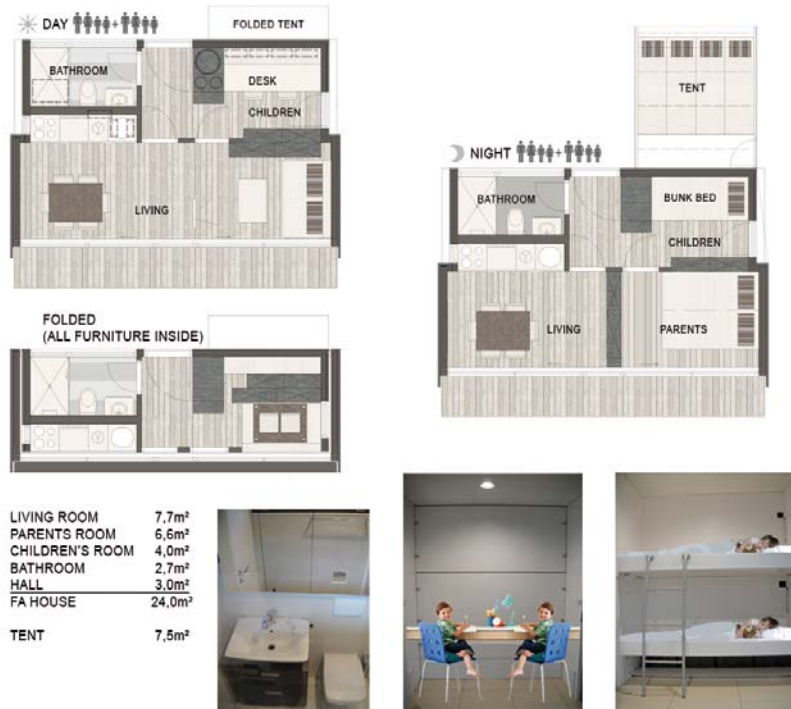 DAY +
FOLDED TENT
BATHROOM
DESK
CHILDREN
LIVING
TENT
NIGHT +
BATHROOM
BUNK BED
CHILDREN
LIVING
PARENTS
FOLDED
(ALL FURNITURE INSIDE)
LIVING ROOM 7,7m²
PARENTS ROOM 6,6m²
CHILDREN'S ROOM 4,0m²
BATHROOM 2,7m²
HALL 3,0m²
FA HOUSE 24,0m²
TENT 7,5m²